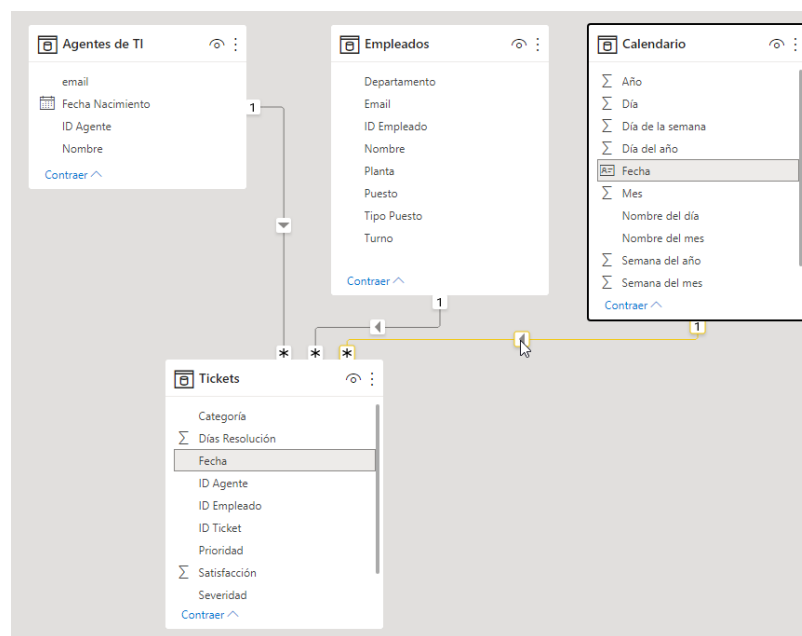 Agentes de TI
email
Fecha Nacimiento
ID Agente
Nombre
Contraer
Empleados
Departamento
Email
ID Empleado
Nombre
Planta
Puesto
Tipo Puesto
Turno
Contraer
Calendario
Año
Día
Día de la semana
Día del año
Fecha
Mes
Nombre del día
Nombre del mes
Semana del año
Semana del mes
Contraer
1
1
1
*
*
*
Tickets
Categoría
Días Resolución
Fecha
ID Agente
ID Empleado
ID Ticket
Prioridad
Satisfacción
Severidad
Contraer